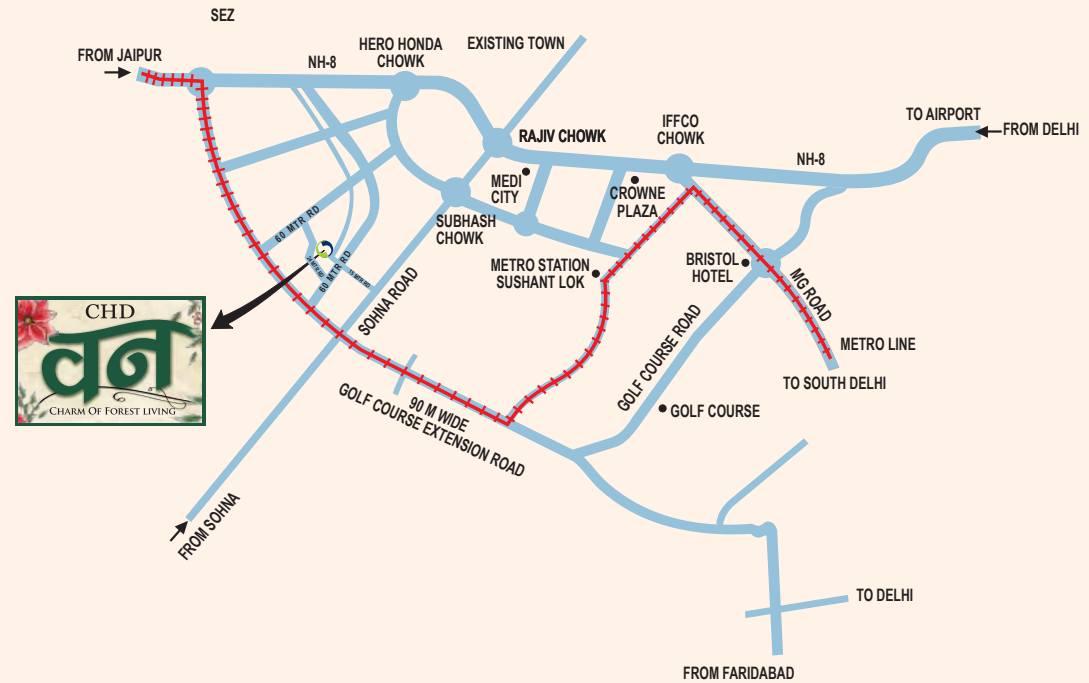 SEZ
FROM JAIPUR
NH-8
HERO HONDA
CHOWK
EXISTING TOWN
RAJIV CHOWK
IFFCO
CHOWK
TO AIRPORT
FROM DELHI
NH-8
MEDI
CITY
CROWNE
PLAZA
SUBHASH
CHOWK
60 MTR RD
24 MTR RD
60 MTR RD
METRO STATION
SUSHANT LOK
BRISTOL
HOTEL
MG ROAD
SOHNA ROAD
CHD
वन
CHARM OF FOREST LIVING
METRO LINE
TO SOUTH DELHI
GOLF COURSE ROAD
GOLF COURSE
90 M WIDE
GOLF COURSE EXTENSION ROAD
FROM SOHNA
TO DELHI
FROM FARIDABAD